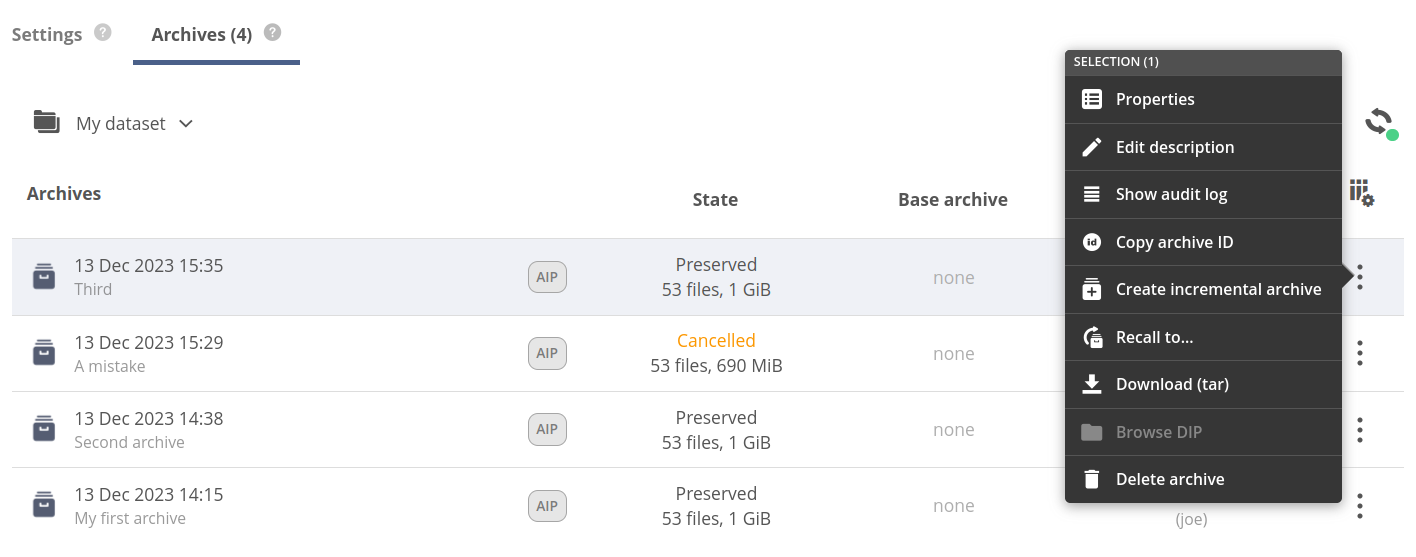 Settings ?
Archives (4) ?
My dataset
Archives State Base archive
13 Dec 2023 15:35
Third
AIP
Preserved
53 files, 1 GiB
none
13 Dec 2023 15:29
A mistake
AIP
Cancelled
53 files, 690 MiB
none
13 Dec 2023 14:38
Second archive
AIP
Preserved
53 files, 1 GiB
none
13 Dec 2023 14:15
My first archive
AIP
Preserved
53 files, 1 GiB
none
(joe)
SELECTION (1)
Properties
Edit description
Show audit log
id Copy archive ID
Create incremental archive
Recall to...
Download (tar)
Browse DIP
Delete archive